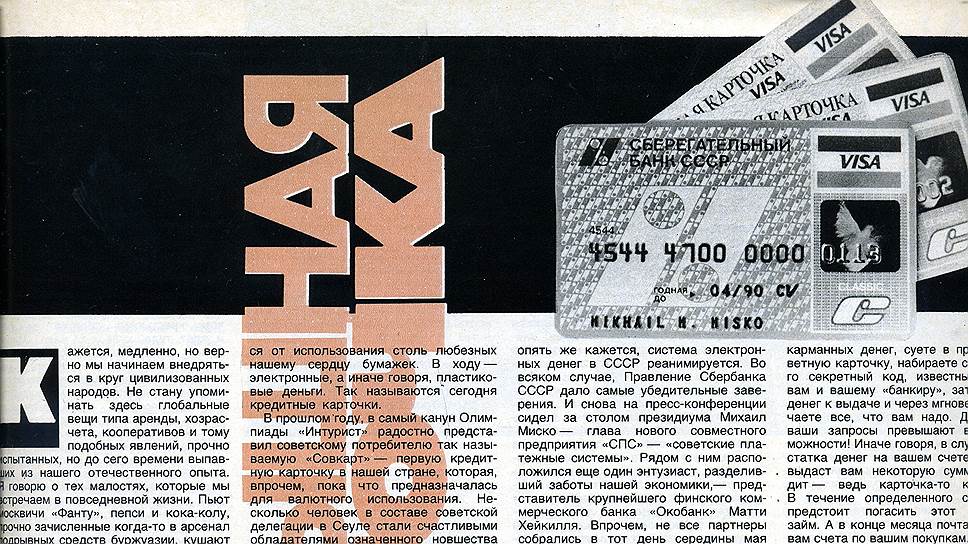 VISA
КАРТОЧКА
VISA
КАРТОЧКА
VISA
СБЕРЕГАТЕЛЬНЫЙ
БАНК СССР
VISA
4544
4544 4700 0000 0113
002
CLASSIC
ГОДНАЯ
ДО 04/90 CV
MIKHAIL M. MISKO
C
НАЯ
КА
К
ажется, медленно, но вер-
но мы начинаем внедрять-
ся в круг цивилизованных
народов. Не стану упоми-
нать здесь глобальные
вещи типа аренды, хозрас-
чета, кооперативов и тому
подобных явлений, прочно
испытанных, но до сего времени выпав-
ших из нашего отечественного опыта.
Я говорю о тех малостях, которые мы
встречаем в повседневной жизни. Пьют
москвичи «Фанту», пепси и кока-колу,
прочно зачисленные когда-то в арсенал
подрывных средств буржуазии, кушают
ся от использования столь любезных
нашему сердцу бумажек. В ходу —
электронные, а иначе говоря, пластико-
вые деньги. Так называются сегодня
кредитные карточки.
В прошлом году, в самый канун Олим-
пиады «Интурист» радостно предста-
вил советскому потребителю так назы-
ваемую «Совкарт» — первую кредит-
ную карточку в нашей стране, которая,
впрочем, пока что предназначалась
для валютного использования. Не-
сколько человек в составе советской
делегации в Сеуле стали счастливыми
обладателями означенного новшества
опять же кажется, система электрон-
ных денег в СССР реанимируется. Во
всяком случае, Правление Сбербанка
СССР дало самые убедительные заве-
рения. И снова на пресс-конференции
сидел за столом президиума Михаил
Миско — глава нового совместного
предприятия «СПС» — «советские пла-
тежные системы». Рядом с ним распо-
ложился еще один энтузиаст, разделив-
ший заботы нашей экономики,— пред-
ставитель крупнейшего финского ком-
мерческого банка «Окобанк» Матти
Хейкилля. Впрочем, не все партнеры
собрались в тот день середины мая
карманных денег, суете в
ветную карточку, набираете
го секретный код,
вам и вашему «банкиру»,
денег к выдаче и через
чаете все, что вам надо.
ваши запросы превышают
можности! Иначе говоря, в
статка денег на вашем счете
выдаст вам некоторую
дит — ведь карточка-то
В течение определенного
предстоит погасить этот
займ. А в конце месяца
вам счета по вашим покупкам,